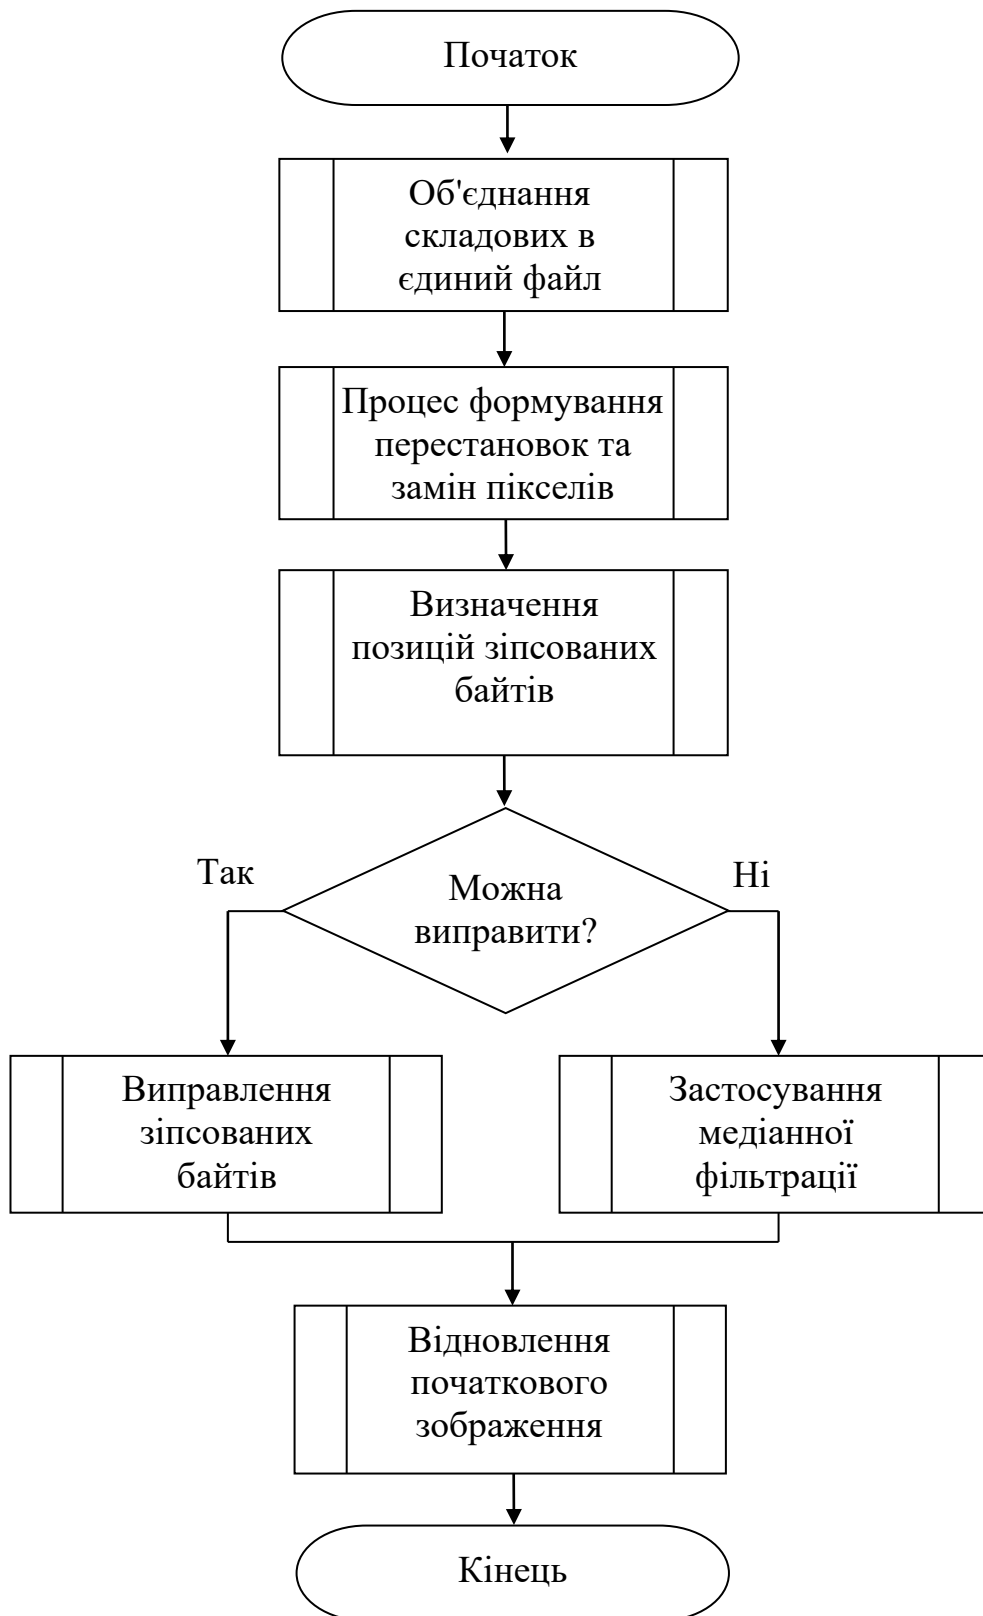 Початок
Об'єднання
складових в
єдиний файл
Процес формування
перестановок та
замін пікселів
Визначення
позицій зіпсованих
байтів
Можна
виправити?
Так
Ні
Виправлення
зіпсованих
байтів
Застосування
медіанної
фільтрації
Відновлення
початкового
зображення
Кінець